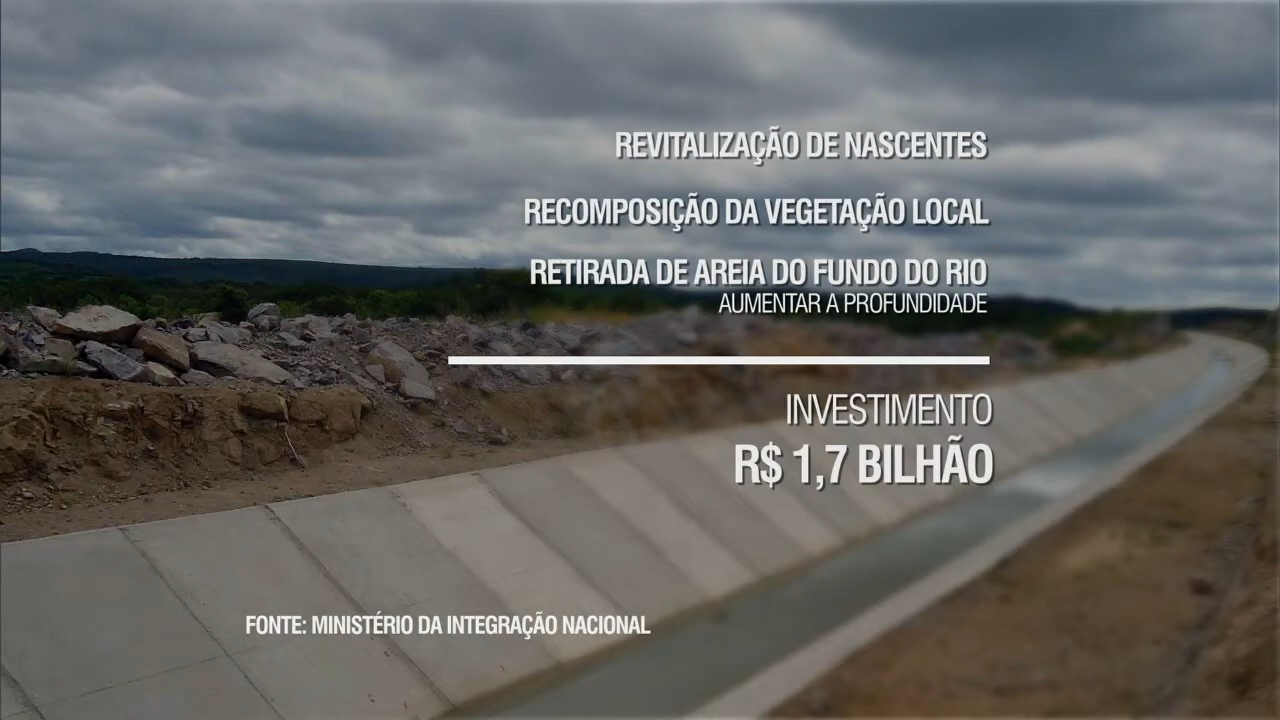 REVITALIZAÇÃO DE NASCENTES
RECOMPOSIÇÃO DA VEGETAÇÃO LOCAL
RETIRADA DE AREIA DO FUNDO DO RIO
AUMENTAR A PROFUNDIDADE
INVESTIMENTO
R$ 1,7 BILHÃO
FONTE: MINISTÉRIO DA INTEGRAÇÃO NACIONAL